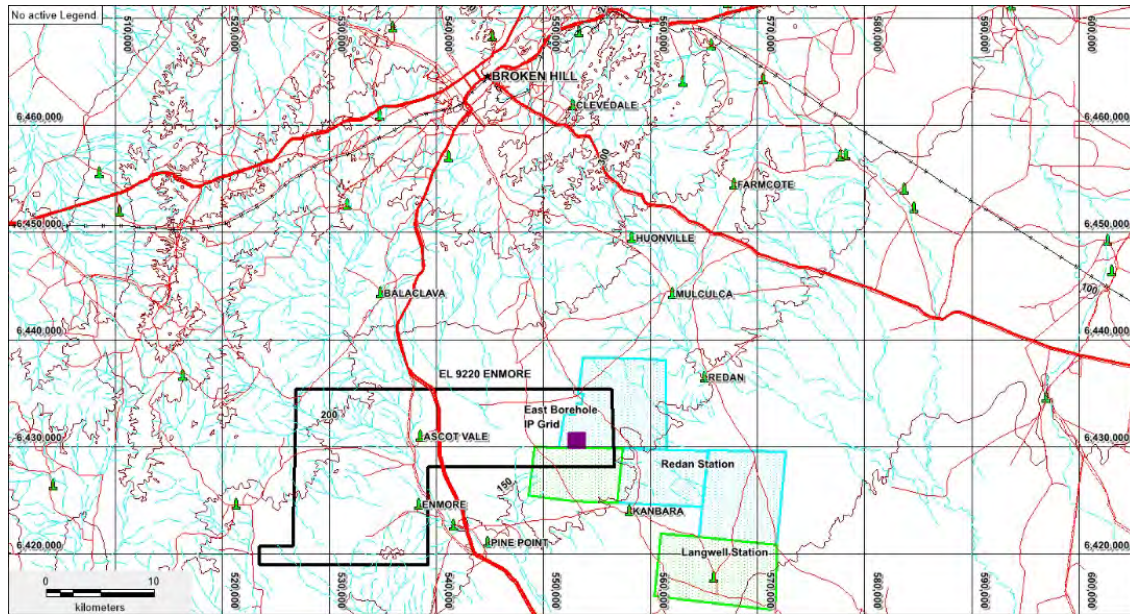 No active Legend
510,000
520,000
530,000
540,000
550,000
560,000
570,000
580,000
590,000
BROKEN HILL
CLEVEDALE
6,460,000
6,460,000
300
FARMCOTE
6,450,000
6,450,000
HUONVILLE
BALACLAVA
MULCULCA
100
6,440,000
6,440,000
EL 9220 ENMORE
REDAN
200
East Borehole
IP Grid
ASCOT VALE
6,430,000
6,430,000
Redan Station
150
ENMORE
KANBARA
PINE POINT
6,420,000
6,420,000
Langwell Station
0
10
kilometers
520,000
530,000
540,000
550,000
560,000
570,000
580,000
590,000
600,000